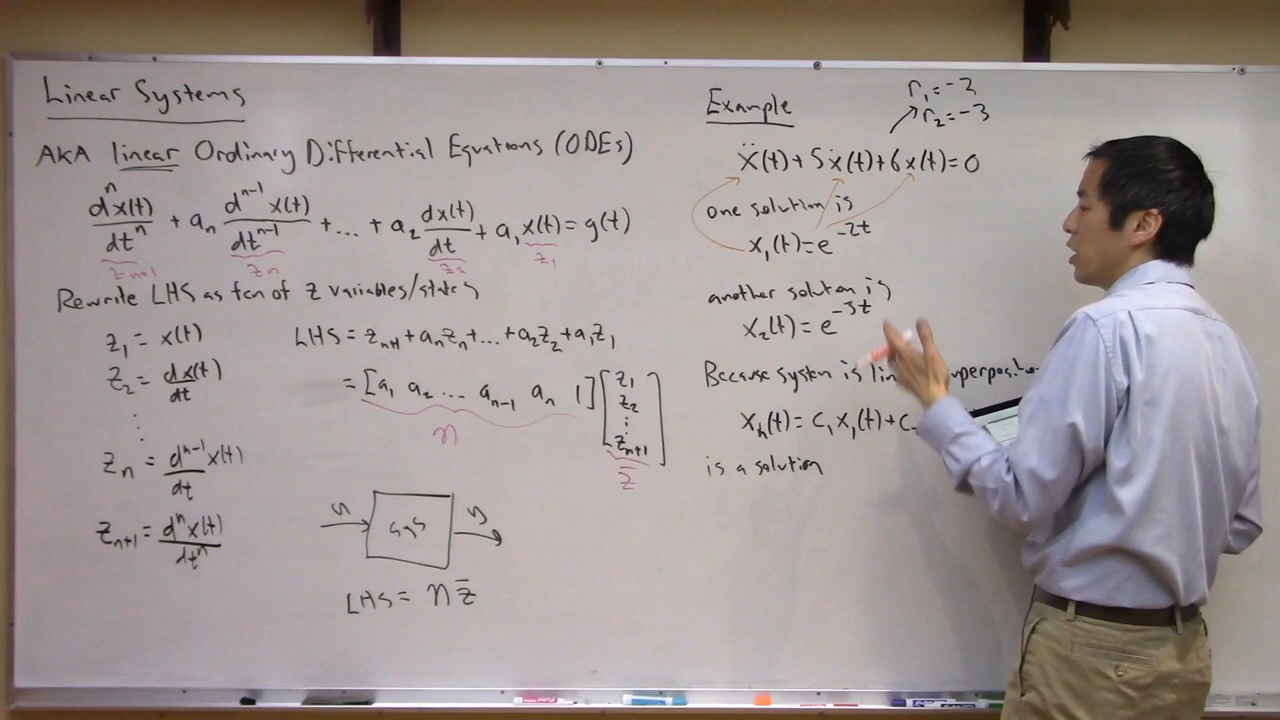 Linear Systems
AKA linear Ordinary Differential Equations (ODEs)
dⁿx(t)/dtⁿ + aₙ dⁿ⁻¹x(t)/dtⁿ⁻¹ + ... + a₂ dx(t)/dt + a₁x(t) = g(t)
zₙ₊₁ zₙ z₂ z₁
Rewrite LHS as fcn of z variables/states
z₁ = x(t)
z₂ = dx(t)/dt
⋮
zₙ = dⁿ⁻¹x(t)/dt
zₙ₊₁ = dⁿx(t)/dtⁿ
LHS = zₙ₊₁ + aₙzₙ + ... + a₂z₂ + a₁z₁
= [a₁ a₂ ... aₙ₋₁ aₙ 1] [z₁ z₂ ⋮ zₙ₊₁]
n z̄
u sys y
LHS = n z̄
Example
r₁ = -2
r₂ = -3
ẍ(t) + 5ẋ(t) + 6x(t) = 0
one solution is
x₁(t) = e⁻²ᵗ
another solution is
x₂(t) = e⁻³ᵗ
Because system is
xₕ(t) = c₁x₁(t) + c
is a solution